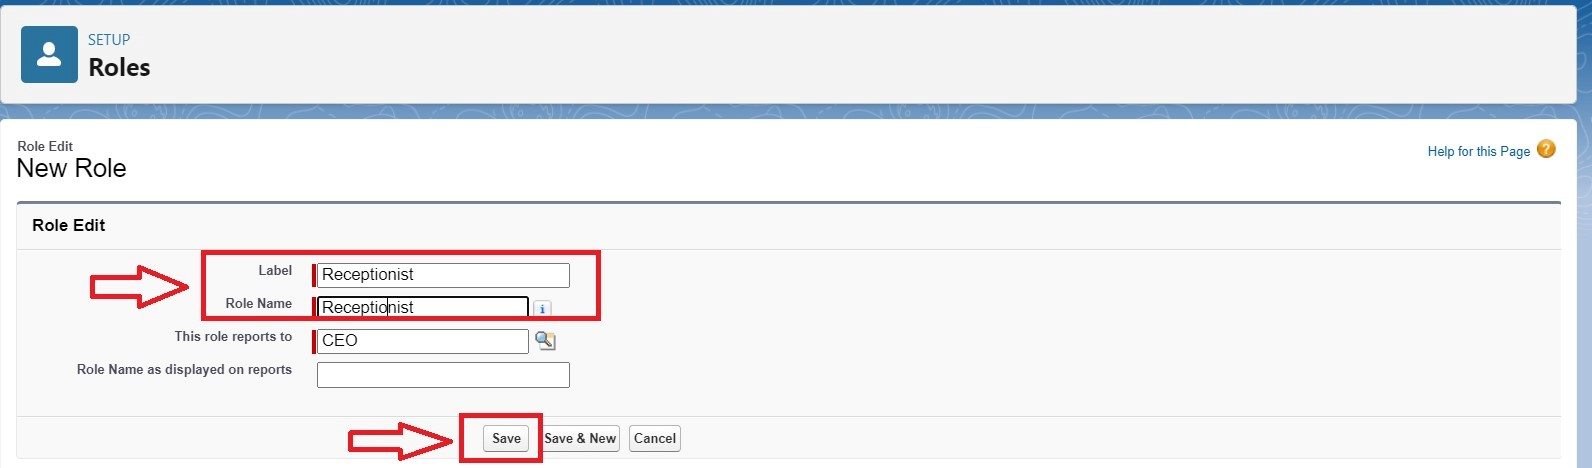 SETUP
Roles
Role Edit
New Role
Help for this Page ?
Role Edit
Label Receptionist
Role Name Receptionist i
This role reports to CEO
Role Name as displayed on reports
Save Save & New Cancel